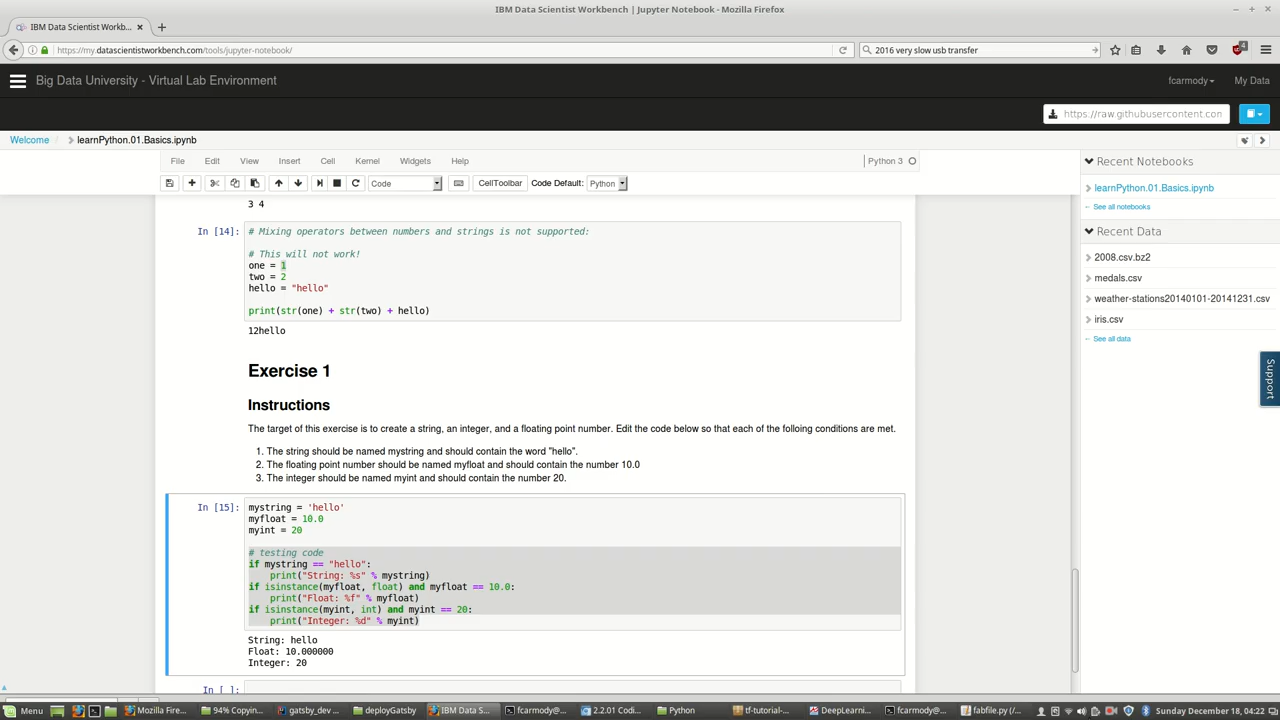 IBM Data Scientist Workbench | Jupyter Notebook - Mozilla Firefox
IBM Data Scientist Workb...
https://my.datascientistworkbench.com/tools/jupyter-notebook/
2016 very slow usb transfer
4
Big Data University - Virtual Lab Environment
fcarmody
My Data
https://raw.githubusercontent.com
Welcome
learnPython.01.Basics.ipynb
File Edit View Insert Cell Kernel Widgets Help
Python 3
Code
CellToolbar
Code Default:
Python
Recent Notebooks
learnPython.01.Basics.ipynb
See all notebooks
Recent Data
2008.csv.bz2
medals.csv
weather-stations20140101-20141231.csv
iris.csv
See all data
Support
3 4
In [14]:
# Mixing operators between numbers and strings is not supported:
# This will not work!
one = 1
two = 2
hello = "hello"
print(str(one) + str(two) + hello)
12hello
Exercise 1
Instructions
The target of this exercise is to create a string, an integer, and a floating point number. Edit the code below so that each of the folloing conditions are met.
1. The string should be named mystring and should contain the word "hello".
2. The floating point number should be named myfloat and should contain the number 10.0
3. The integer should be named myint and should contain the number 20.
In [15]:
mystring = 'hello'
myfloat = 10.0
myint = 20
# testing code
if mystring == "hello":
print("String: %s" % mystring)
if isinstance(myfloat, float) and myfloat == 10.0:
print("Float: %f" % myfloat)
if isinstance(myint, int) and myint == 20:
print("Integer: %d" % myint)
String: hello
Float: 10.000000
Integer: 20
In [ ]:
Menu
Mozilla Fire...
94% Copyin...
gatsby_dev
deployGatsby
IBM Data S...
fcarmody@...
2.2.01 Codi...
Python
tf-tutorial-...
DeepLearni...
fcarmody@...
fabfile.py (/...
Sunday December 18, 04:22